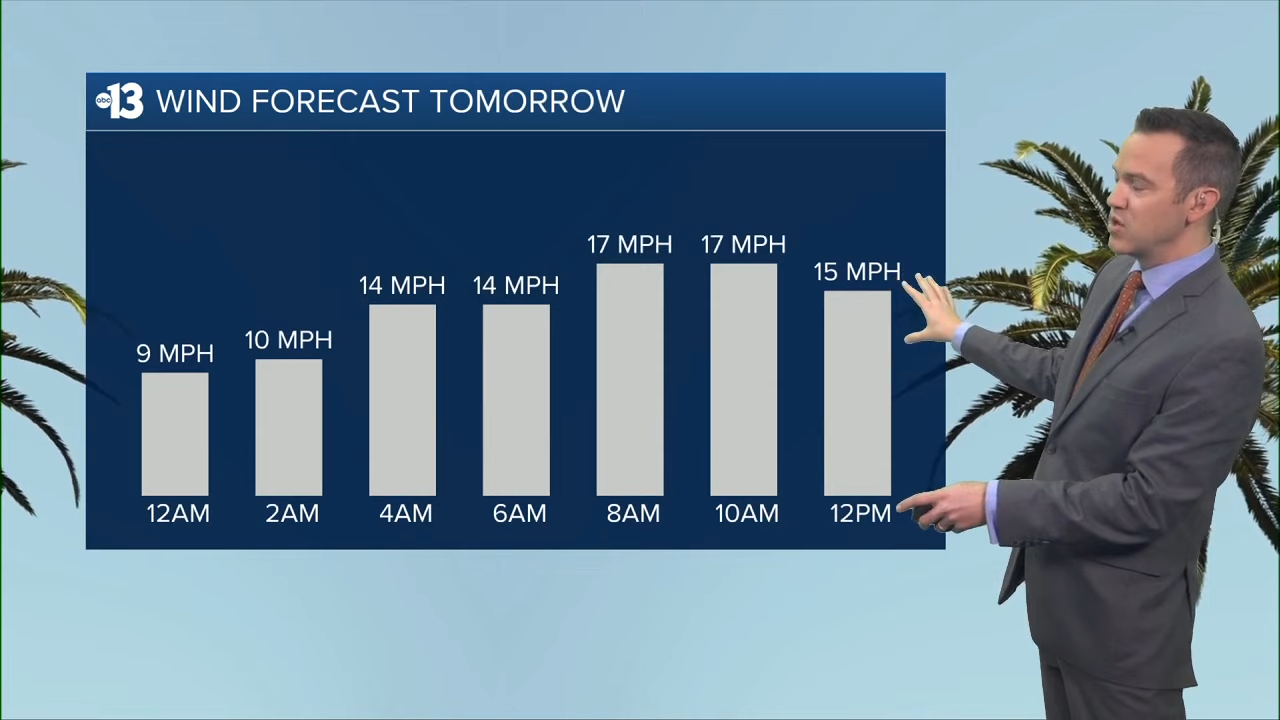 abc 13 WIND FORECAST TOMORROW
17 MPH 17 MPH
15 MPH
14 MPH 14 MPH
10 MPH
9 MPH
12AM 2AM 4AM 6AM 8AM 10AM 12PM